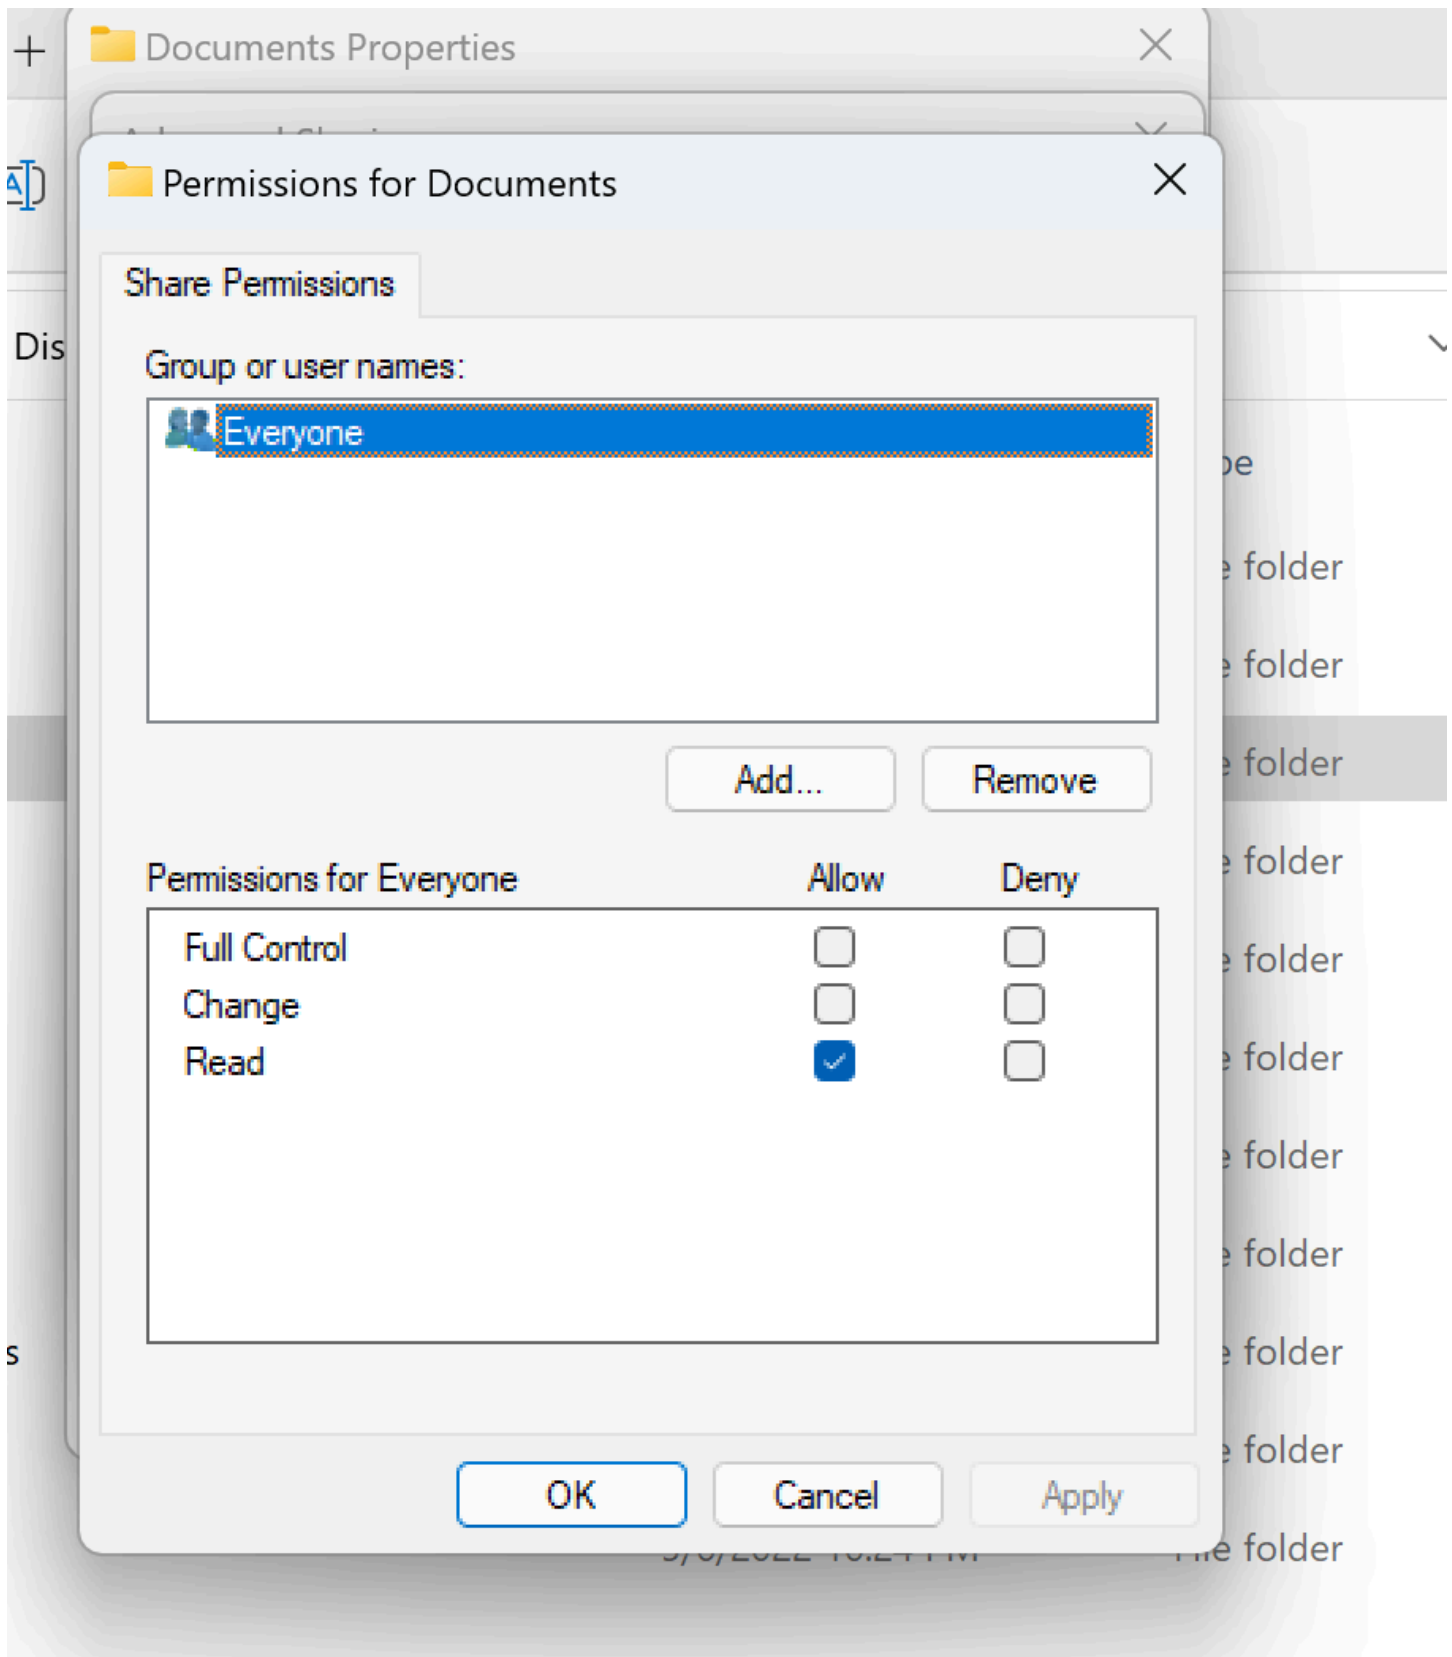 Documents Properties
Permissions for Documents
Share Permissions
Dis
Group or user names:
Everyone
pe
e folder
e folder
Add...
Remove
e folder
Permissions for Everyone
Allow
Deny
e folder
Full Control
e folder
Change
Read
e folder
e folder
e folder
s
e folder
e folder
OK
Cancel
Apply
File folder